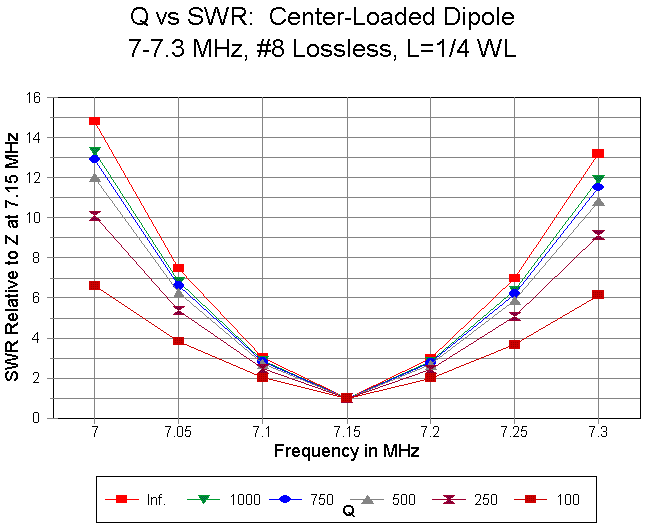 Q vs SWR: Center-Loaded Dipole
7-7.3 MHz, #8 Lossless, L=1/4 WL
SWR Relative to Z at 7.15 MHz
16
14
12
10
8
6
4
2
0
7 7.05 7.1 7.15 7.2 7.25 7.3
Frequency in MHz
Inf. 1000 750 500 250 100
Q